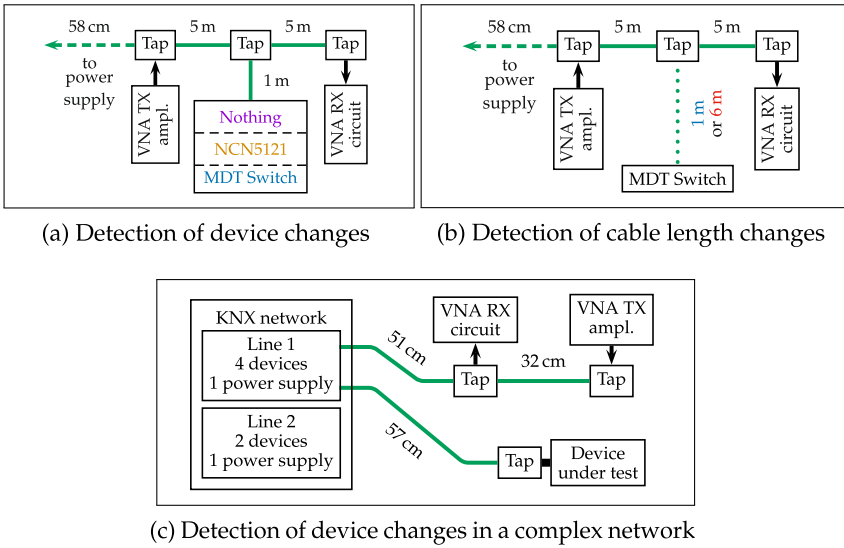 58 cm
5 m
5 m
Tap
Tap
Tap
to
power
supply
1 m
VNA TX
ampl.
Nothing
NCN5121
MDT Switch
VNA RX
circuit
(a) Detection of device changes
58 cm
5 m
5 m
Tap
Tap
Tap
to
power
supply
VNA TX
ampl.
1 m
or 6 m
VNA RX
circuit
MDT Switch
(b) Detection of cable length changes
KNX network
Line 1
4 devices
1 power supply
Line 2
2 devices
1 power supply
51 cm
VNA RX
circuit
VNA TX
ampl.
32 cm
Tap
Tap
57 cm
Tap
Device
under test
(c) Detection of device changes in a complex network